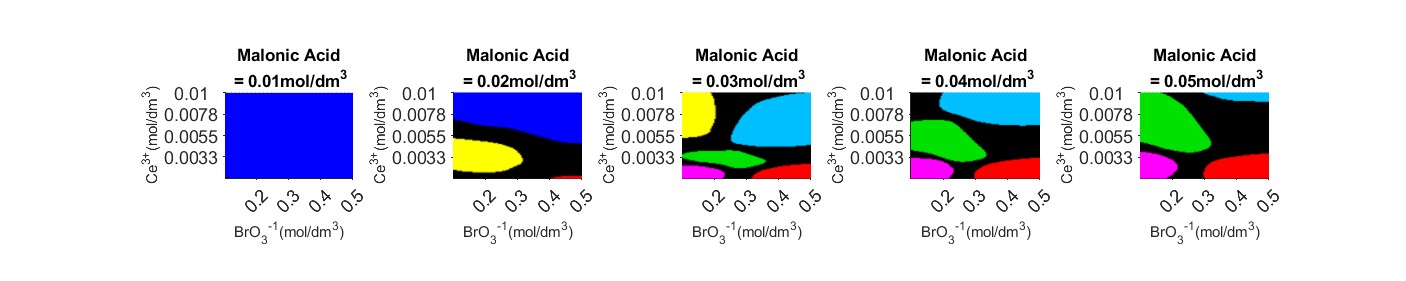 Malonic Acid
= 0.01mol/dm³
Ce³⁺(mol/dm³)
0.01
0.0078
0.0055
0.0033
0.2 0.3 0.4 0.5
BrO₃⁻¹(mol/dm³)
Malonic Acid
= 0.02mol/dm³
Ce³⁺(mol/dm³)
0.01
0.0078
0.0055
0.0033
0.2 0.3 0.4 0.5
BrO₃⁻¹(mol/dm³)
Malonic Acid
= 0.03mol/dm³
Ce³⁺(mol/dm³)
0.01
0.0078
0.0055
0.0033
0.2 0.3 0.4 0.5
BrO₃⁻¹(mol/dm³)
Malonic Acid
= 0.04mol/dm³
Ce³⁺(mol/dm³)
0.01
0.0078
0.0055
0.0033
0.2 0.3 0.4 0.5
BrO₃⁻¹(mol/dm³)
Malonic Acid
= 0.05mol/dm³
Ce³⁺(mol/dm³)
0.01
0.0078
0.0055
0.0033
0.2 0.3 0.4 0.5
BrO₃⁻¹(mol/dm³)